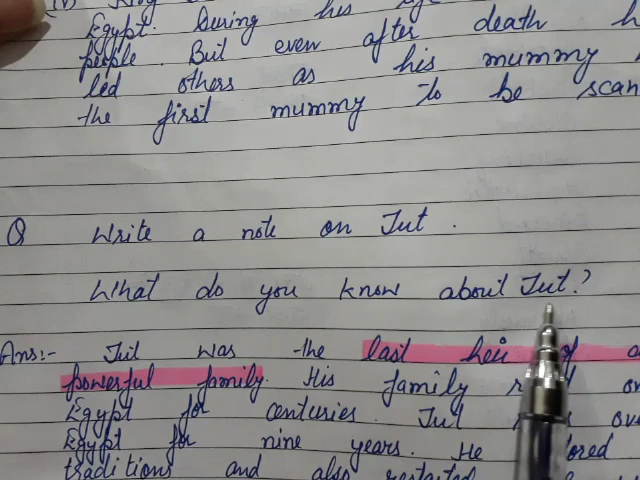 Egypt. During his
people. But even after death h
led others as his mummy
the first mummy to be scan
Q Write a note on Tut.
What do you know about Tut?
Ans:- Tut was the last heir of a
powerful family. His family
Egypt for centuries. Tut
Egypt for nine years. He
traditions and also